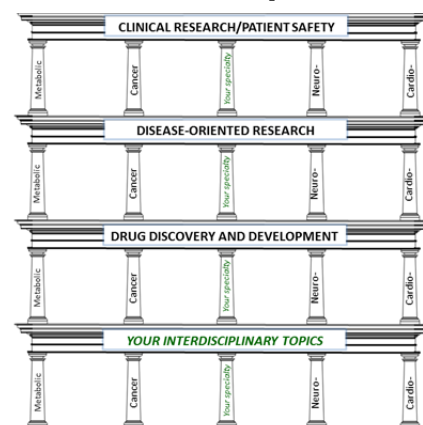 CLINICAL RESEARCH/PATIENT SAFETY
Metabolic
Cancer
Your specialty
Neuro-
Cardio-
DISEASE-ORIENTED RESEARCH
Metabolic
Cancer
Your specialty
Neuro-
Cardio-
DRUG DISCOVERY AND DEVELOPMENT
Metabolic
Cancer
Your specialty
Neuro-
Cardio-
YOUR INTERDISCIPLINARY TOPICS
Metabolic
Cancer
Your specialty
Neuro-
Cardio-